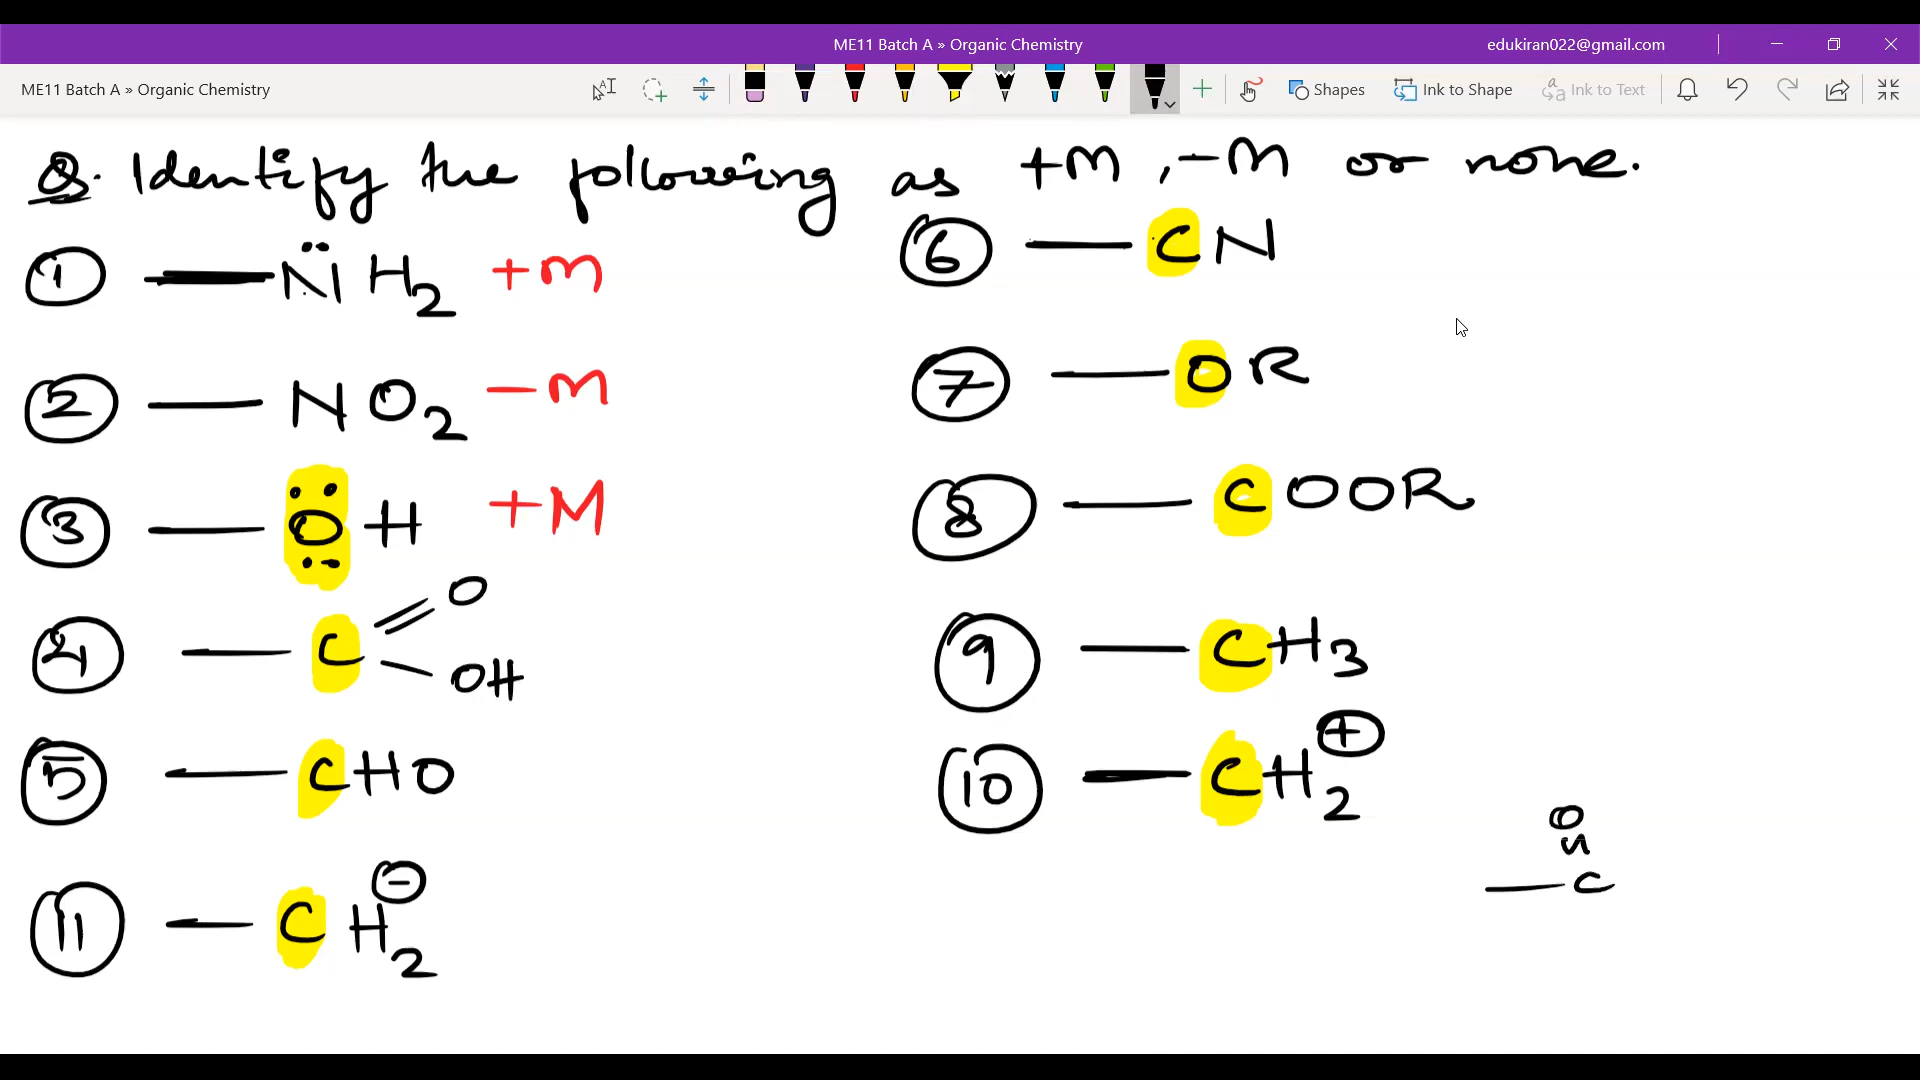 ME11 Batch A » Organic Chemistry
edukiran022@gmail.com
ME11 Batch A » Organic Chemistry
Shapes
Ink to Shape
Ink to Text
Q. Identify the following as +M, -M or none.
① — N̈H₂ +m
② — NO₂ -m
③ — ÖH +M
④ — C
=O
-OH
⑤ — CHO
⑪ — CH₂⊖
⑥ — CN
⑦ — OR
⑧ — COOR
⑨ — CH₃
⑩ — CH₂⊕
O
— C